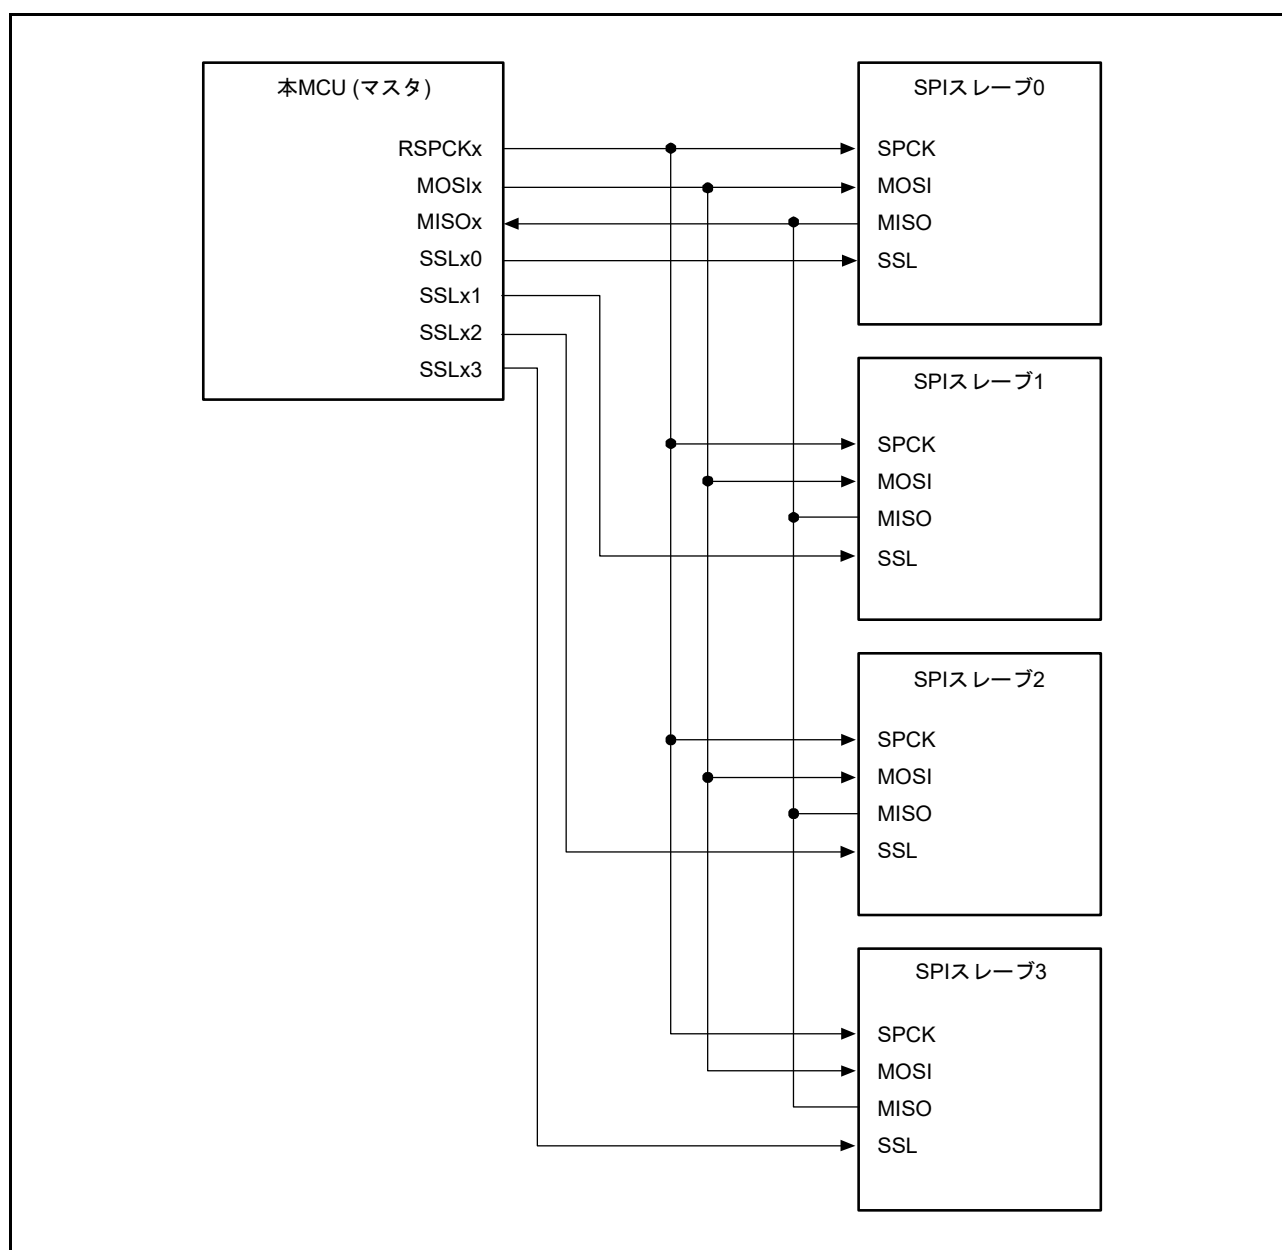 本MCU (マスタ)
RSPCKx
MOSIx
MISOx
SSLx0
SSLx1
SSLx2
SSLx3
SPIスレーブ0
SPCK
MOSI
MISO
SSL
SPIスレーブ1
SPCK
MOSI
MISO
SSL
SPIスレーブ2
SPCK
MOSI
MISO
SSL
SPIスレーブ3
SPCK
MOSI
MISO
SSL